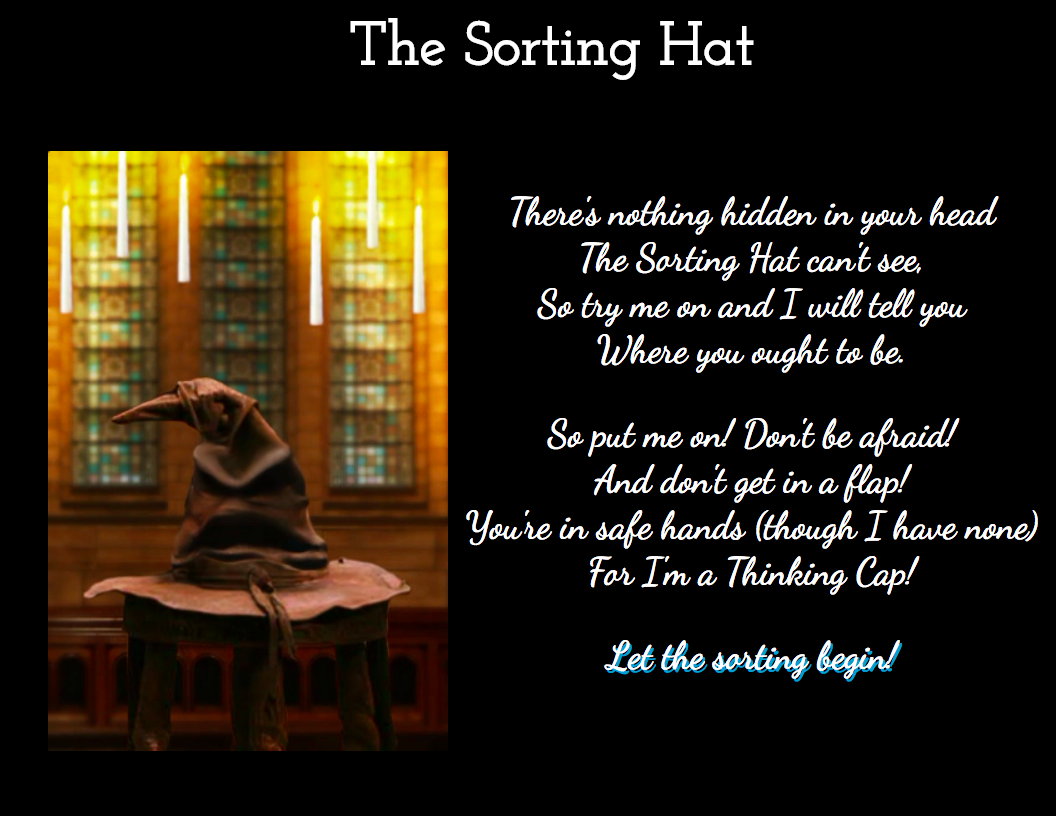 The Sorting Hat
There's nothing hidden in your head
The Sorting Hat can't see,
So try me on and I will tell you
Where you ought to be.
So put me on! Don't be afraid!
And don't get in a flap!
You're in safe hands (though I have none)
For I'm a Thinking Cap!
Let the sorting begin!